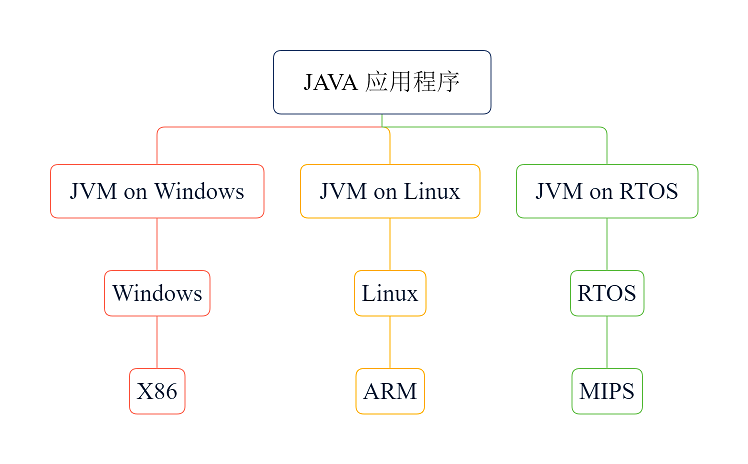 JAVA 应用程序
JVM on Windows
JVM on Linux
JVM on RTOS
Windows
Linux
RTOS
X86
ARM
MIPS